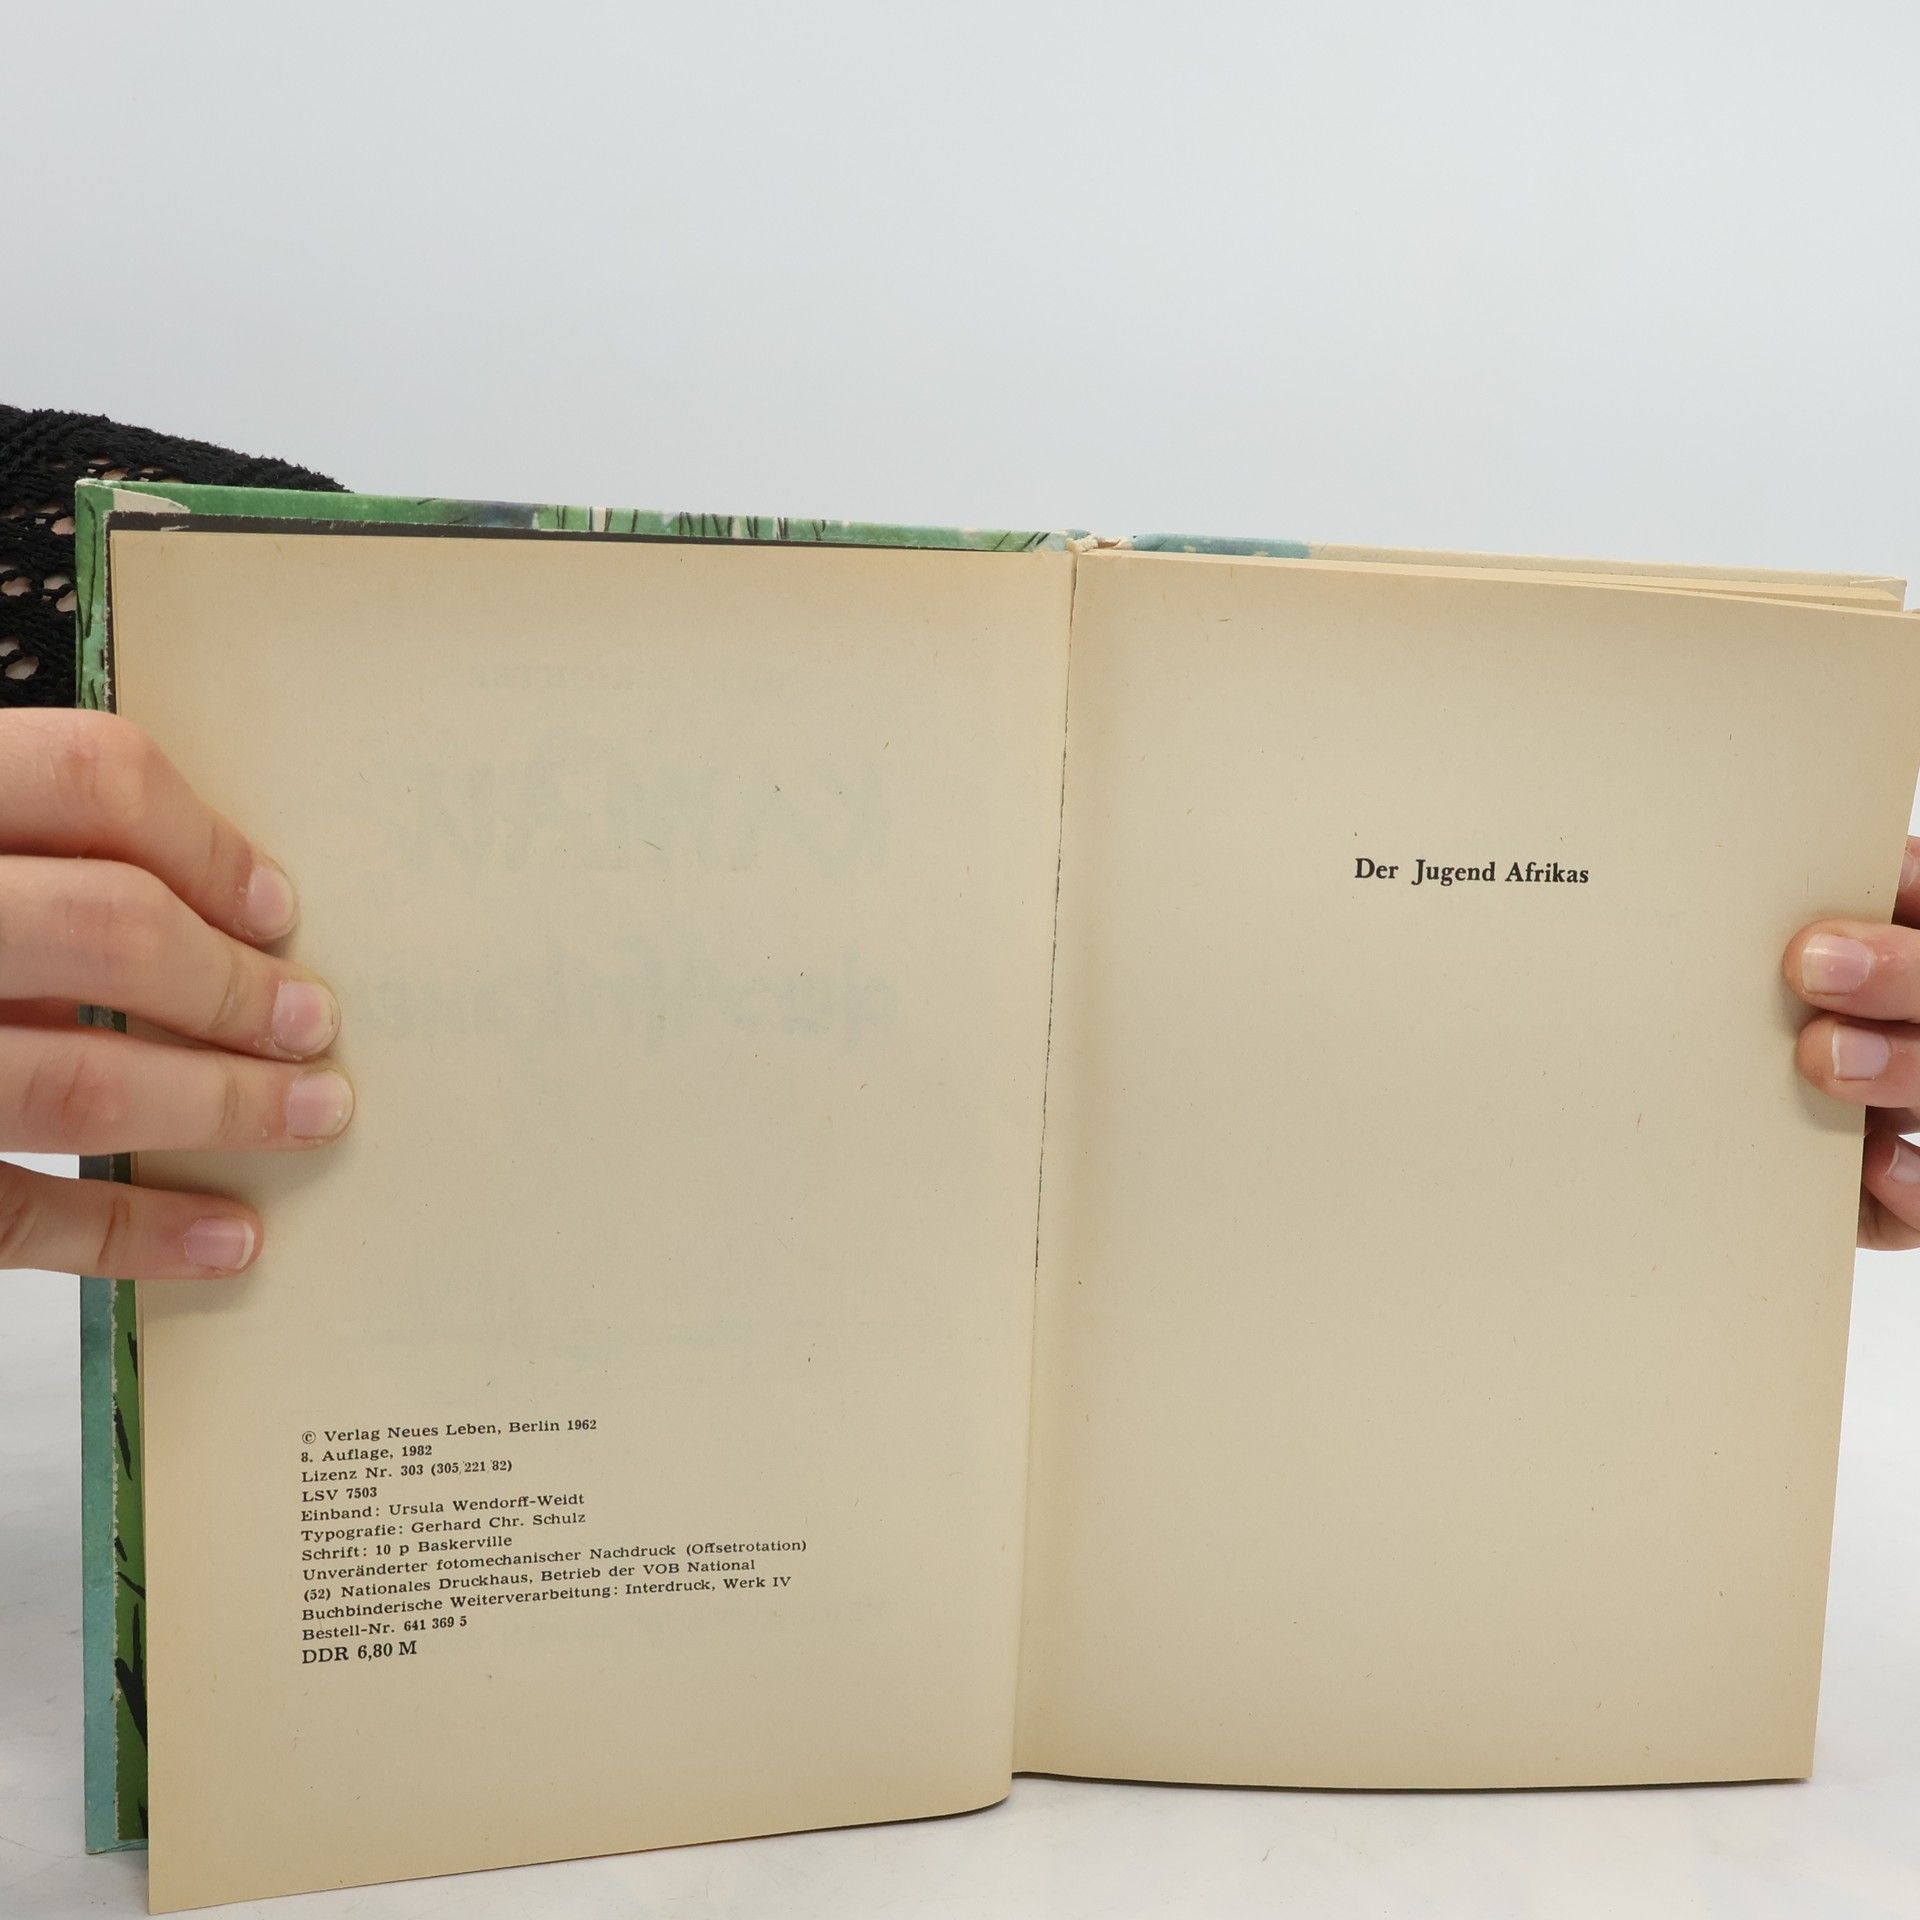 © Verlag Neues Leben, Berlin 1962
8. Auflage, 1982
Lizenz Nr. 303 (305/221/82)
LSV 7503
Einband: Ursula Wendorff-Weidt
Typografie: Gerhard Chr. Schulz
Schrift: 10 p Baskerville
Unveränderter fotomechanischer Nachdruck (Offsetrotation)
(52) Nationales Druckhaus, Betrieb der VOB National
Buchbinderische Weiterverarbeitung: Interdruck, Werk IV
Bestell-Nr. 641 369 5
DDR 6,80 M
Der Jugend Afrikas